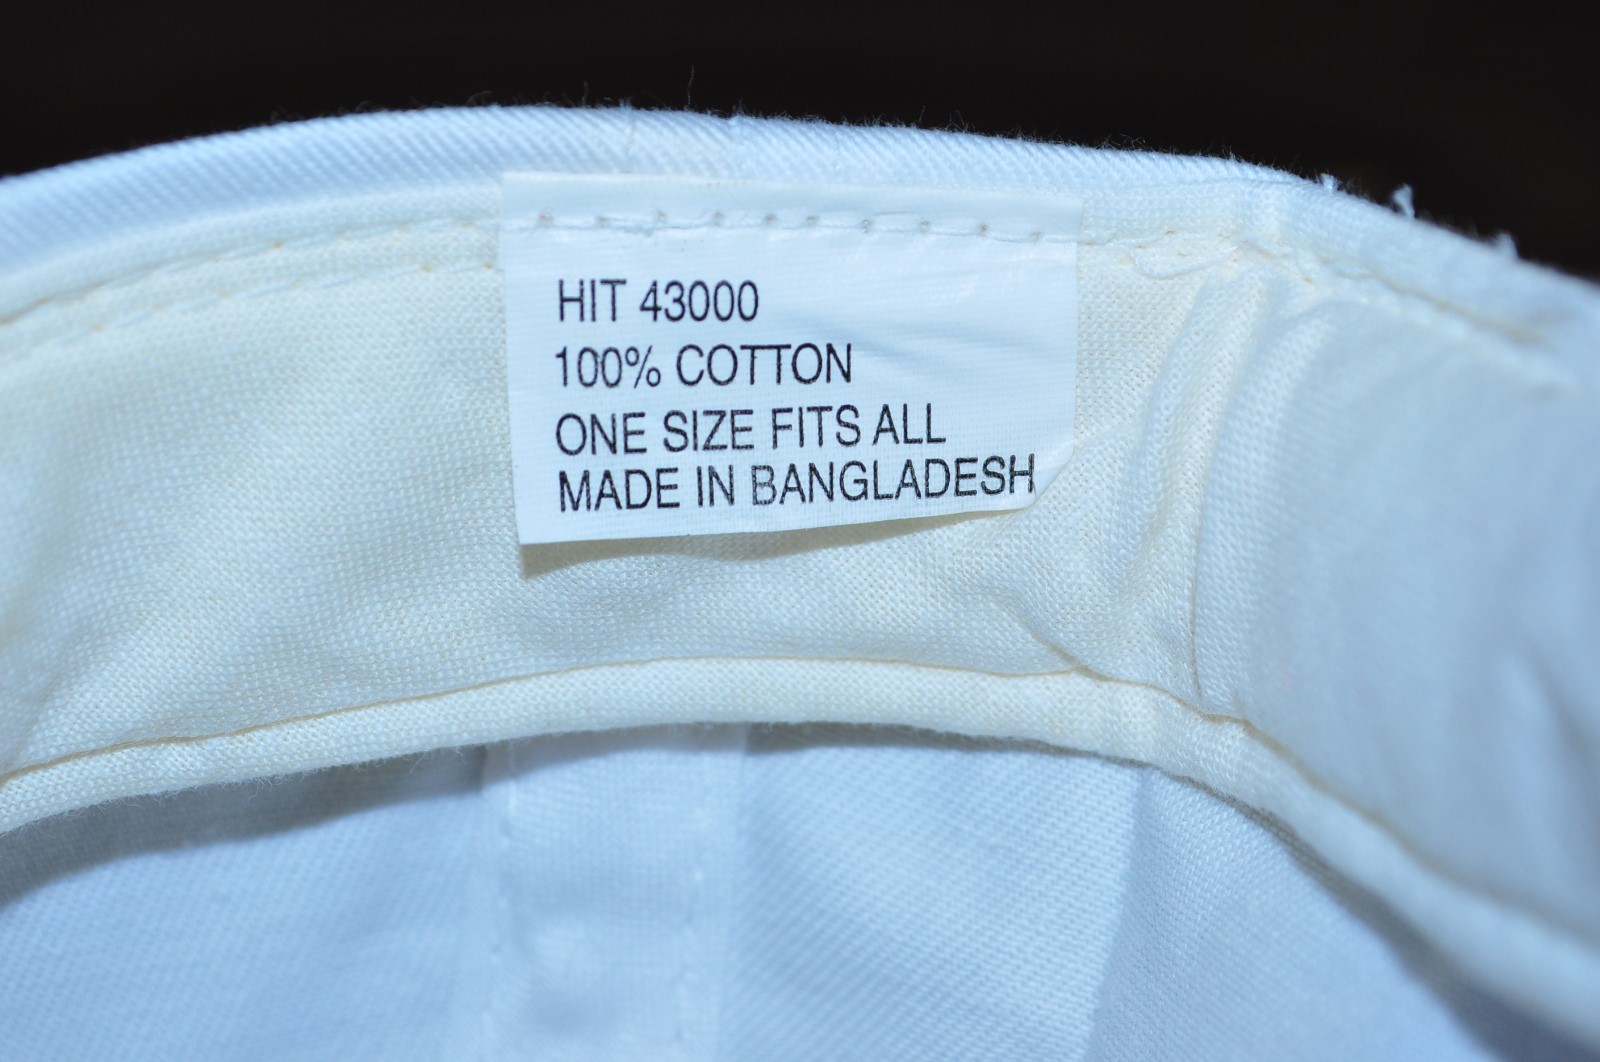 HIT 43000
100% COTTON
ONE SIZE FITS ALL
MADE IN BANGLADESH